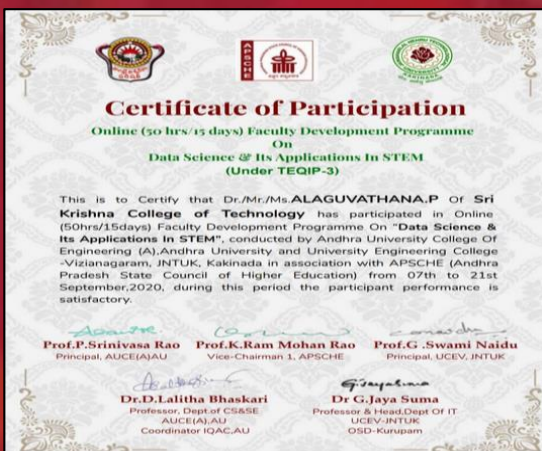 APSCHE
Certificate of Participation
Online (50 hrs/15 days) Faculty Development Programme
On
Data Science & Its Applications In STEM
(Under TEQIP-3)
This is to Certify that Dr./Mr./Ms.ALAGUVATHANA.P Of Sri
Krishna College of Technology has participated in Online
(50hrs/15days) Faculty Development Programme On "Data Science &
Its Applications In STEM", conducted by Andhra University College Of
Engineering (A),Andhra University and University Engineering College
-Vizianagaram, JNTUK, Kakinada in association with APSCHE (Andhra
Pradesh State Council of Higher Education) from 07th to 21st
September,2020, during this period the participant performance is
satisfactory.
Prof.P.Srinivasa Rao
Principal, AUCE(A)AU
Prof.K.Ram Mohan Rao
Vice-Chairman 1, APSCHE
Prof.G .Swami Naidu
Principal, UCEV, JNTUK
Dr.D.Lalitha Bhaskari
Professor, Dept.of CS&SE
AUCE(A),AU
Coordinator IQAC,AU
Dr G.Jaya Suma
Professor & Head,Dept Of IT
UCEV-JNTUK
OSD-Kurupam